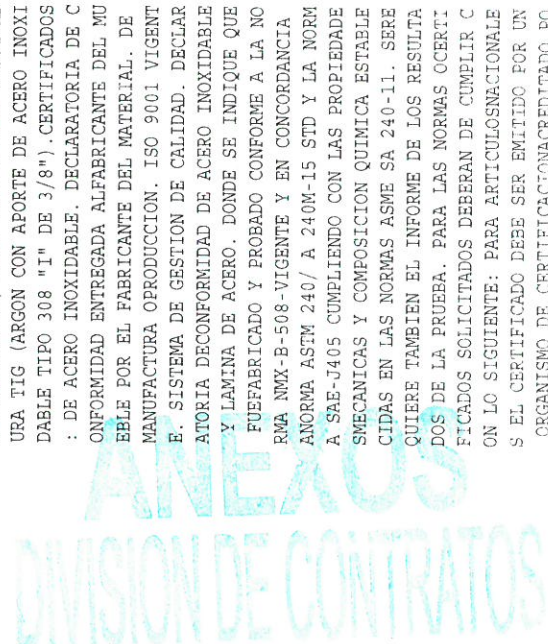 URA TIG (ARGON CON APORTE DE ACERO INOXI
DABLE TIPO 308 "I" DE 3/8").CERTIFICADOS
: DE ACERO INOXIDABLE. DECLARATORIA DE C
ONFORMIDAD ENTREGADA ALFABRICANTE DEL MU
EBLE POR EL FABRICANTE DEL MATERIAL. DE
MANUFACTURA OPRODUCCION. ISO 9001 VIGENT
E. SISTEMA DE GESTION DE CALIDAD. DECLAR
ATORIA DECONFORMIDAD DE ACERO INOXIDABLE
Y LAMINA DE ACERO. DONDE SE INDIQUE QUE
FUEFABRICADO Y PROBADO CONFORME A LA NO
RMA NMX-B-508-VIGENTE Y EN CONCORDANCIA
ANORMA ASTM 240/ A 240M-15 STD Y LA NORM
A SAE-J405 CUMPLIENDO CON LAS PROPIEDADE
SMECANICAS Y COMPOSICION QUIMICA ESTABLE
CIDAS EN LAS NORMAS ASME SA 240-11. SERE
QUIERE TAMBIEN EL INFORME DE LOS RESULTA
DOS DE LA PRUEBA. PARA LAS NORMAS OCERTI
FICADOS SOLICITADOS DEBERAN DE CUMPLIR C
ON LO SIGUIENTE: PARA ARTICULOSNACIONALE
S EL CERTIFICADO DEBE SER EMITIDO POR UN
ORGANISMO DE CERTIFICACIONACREDITADO PO
ANEXOS
DIVISION DE CONTRATOS